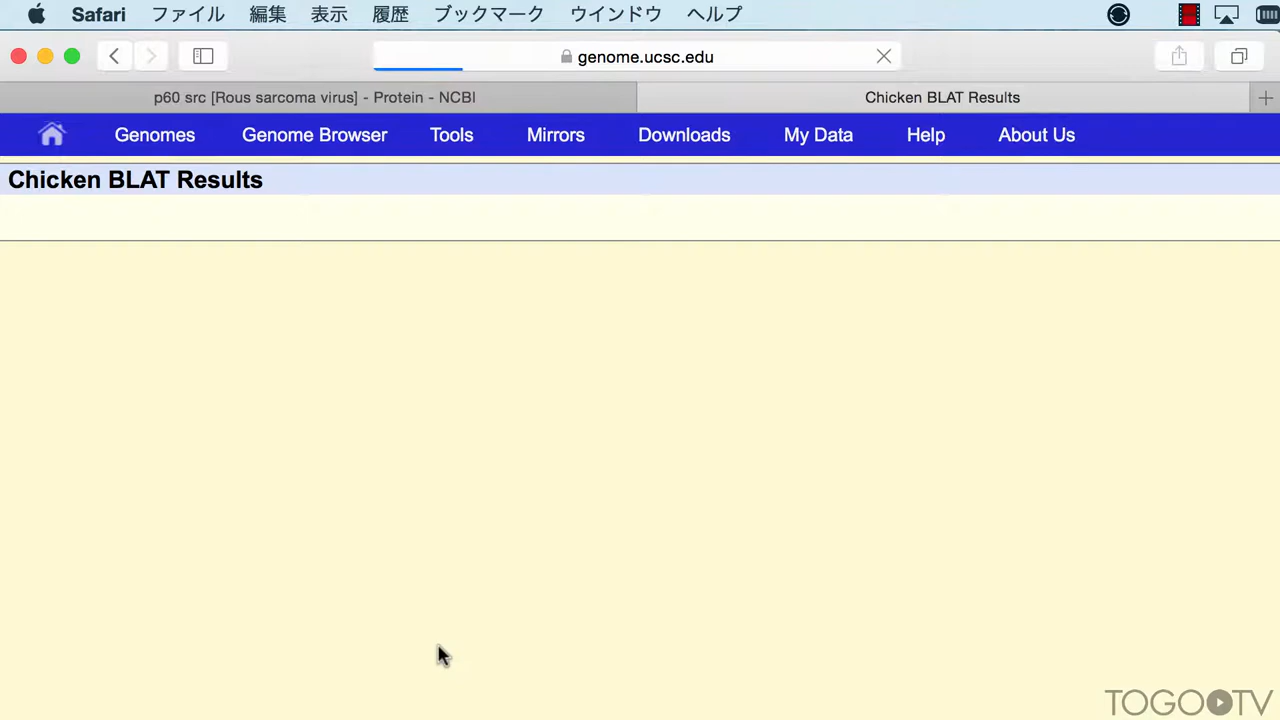 Safari ファイル 編集 表示 履歴 ブックマーク ウインドウ ヘルプ
genome.ucsc.edu
p60 src [Rous sarcoma virus] - Protein - NCBI
Chicken BLAT Results
Genomes Genome Browser Tools Mirrors Downloads My Data Help About Us
Chicken BLAT Results
TOGO TV